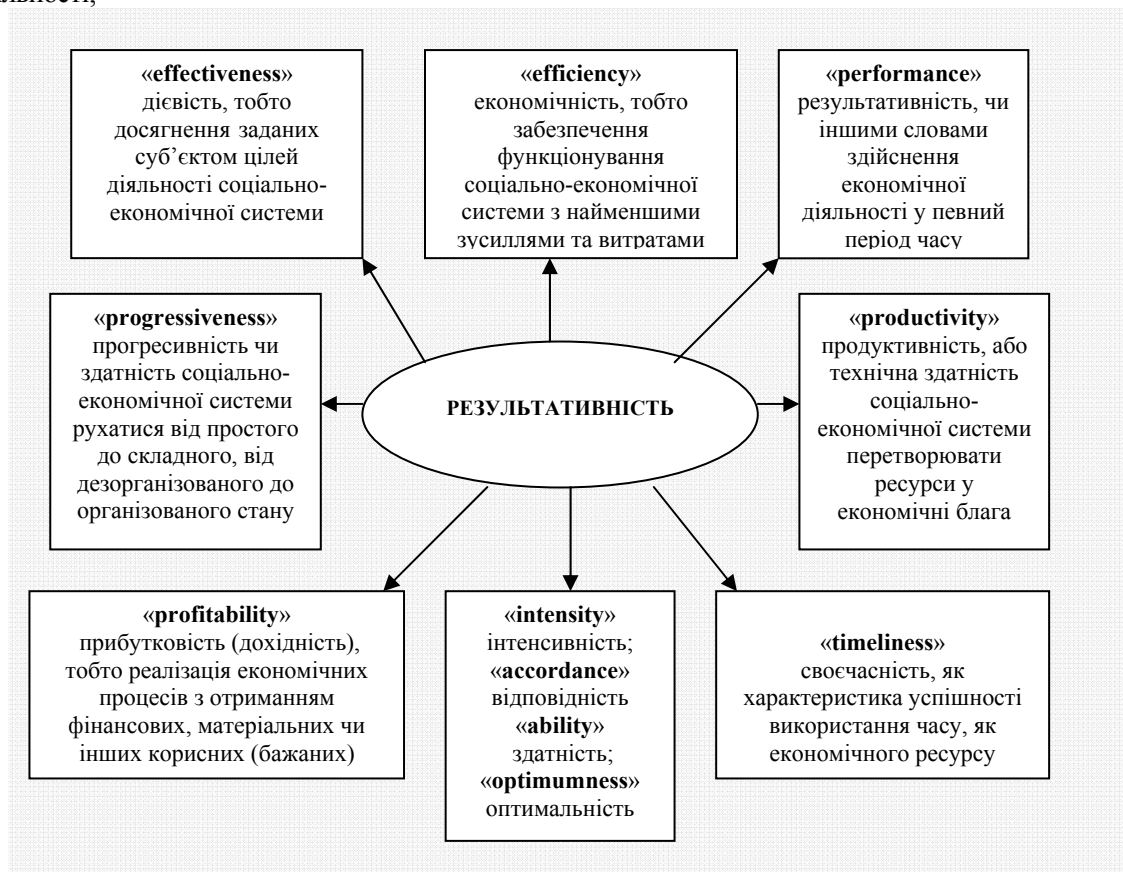 «effectiveness»
дієвість, тобто
досягнення заданих
суб’єктом цілей
діяльності соціально-
економічної системи
«efficiency»
економічність, тобто
забезпечення
функціонування
соціально-економічної
системи з найменшими
зусиллями та витратами
«performance»
результативність, чи
іншими словами
здійснення
економічної
діяльності у певний
період часу
«progressiveness»
прогресивність чи
здатність соціально-
економічної системи
рухатися від простого
до складного, від
дезорганізованого до
організованого стану
РЕЗУЛЬТАТИВНІСТЬ
«productivity»
продуктивність, або
технічна здатність
соціально-
економічної системи
перетворювати
ресурси у
економічні блага
«profitability»
прибутковість (дохідність),
тобто реалізація економічних
процесів з отриманням
фінансових, матеріальних чи
інших корисних (бажаних)
«intensity»
інтенсивність;
«accordance»
відповідність
«ability»
здатність;
«optimumness»
оптимальність
«timeliness»
своєчасність, як
характеристика успішності
використання часу, як
економічного ресурсу